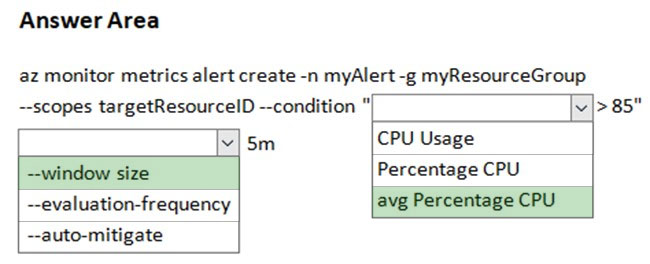 Answer Area
az monitor metrics alert create -n myAlert -g myResourceGroup
--scopes targetResourceID --condition " > 85"
CPU Usage
Percentage CPU
avg Percentage CPU
5m
--window size
--evaluation-frequency
--auto-mitigate